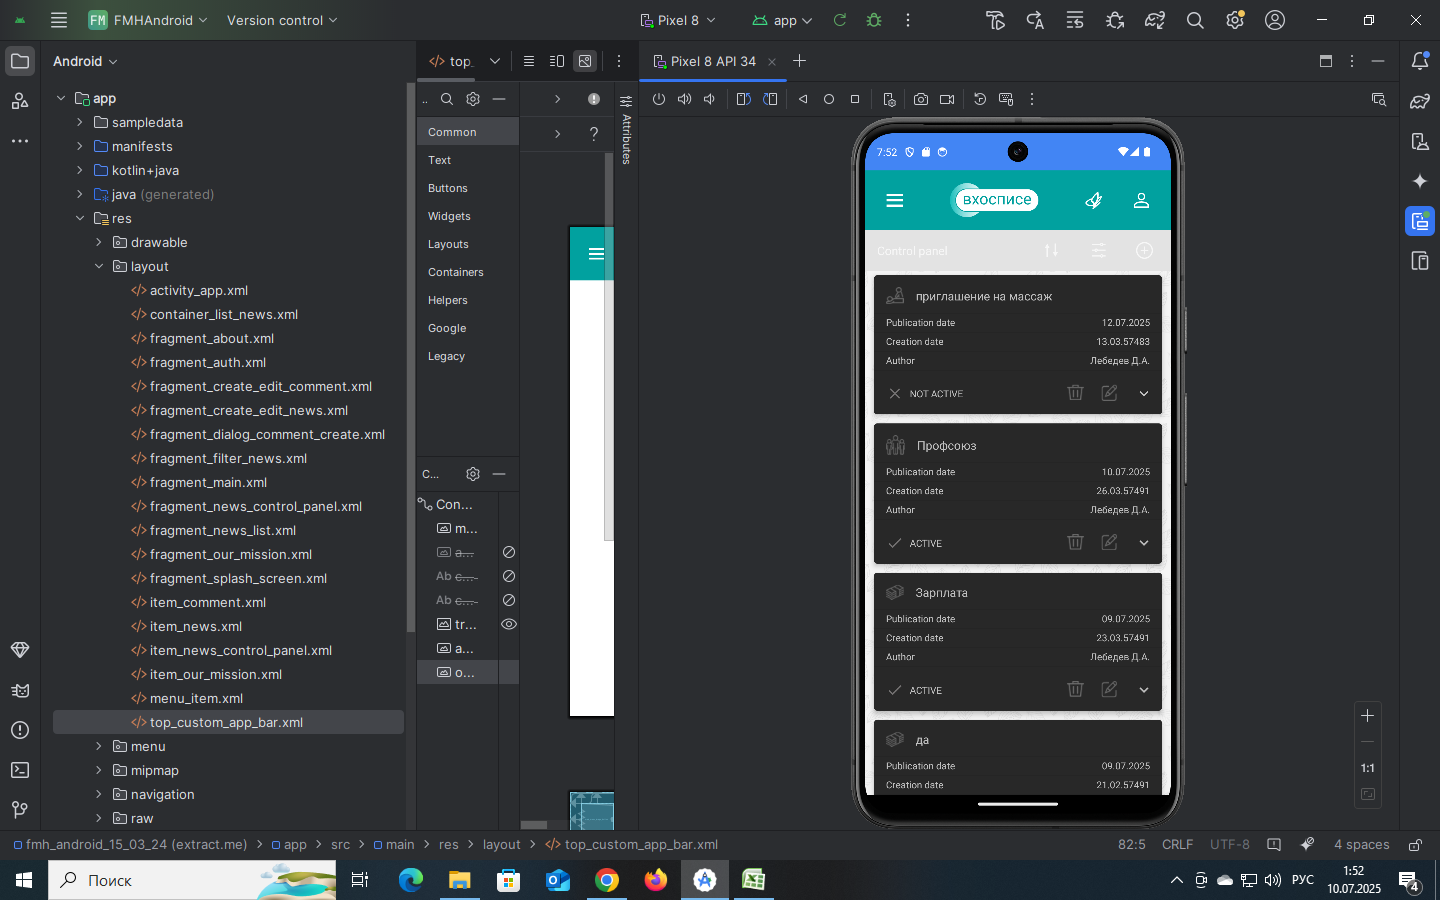 FM FMHAndroid Version control Pixel 8 app
Android
top_
Pixel 8 API 34
app
sampledata
manifests
kotlin+java
java (generated)
res
drawable
layout
activity_app.xml
container_list_news.xml
fragment_about.xml
fragment_auth.xml
fragment_create_edit_comment.xml
fragment_create_edit_news.xml
fragment_dialog_comment_create.xml
fragment_filter_news.xml
fragment_main.xml
fragment_news_control_panel.xml
fragment_news_list.xml
fragment_our_mission.xml
fragment_splash_screen.xml
item_comment.xml
item_news.xml
item_news_control_panel.xml
item_our_mission.xml
menu_item.xml
top_custom_app_bar.xml
menu
mipmap
navigation
raw
..
Common
Text
Buttons
Widgets
Layouts
Containers
Helpers
Google
Legacy
C...
Con...
m...
a...
Ab c...
Ab c...
tr...
a...
o...
?
Attributes
7:52
вхосписе
Control panel
приглашение на массаж
Publication date 12.07.2025
Creation date 13.03.57483
Author Лебедев Д.А.
NOT ACTIVE
Профсоюз
Publication date 10.07.2025
Creation date 26.03.57491
Author Лебедев Д.А.
ACTIVE
Зарплата
Publication date 09.07.2025
Creation date 23.03.57491
Author Лебедев Д.А.
ACTIVE
да
Publication date 09.07.2025
Creation date 21.02.57491
1:1
fmh_android_15_03_24 (extract.me) app src main res layout top_custom_app_bar.xml
82:5 CRLF UTF-8 4 spaces
Поиск
РУС
1:52
10.07.2025
4